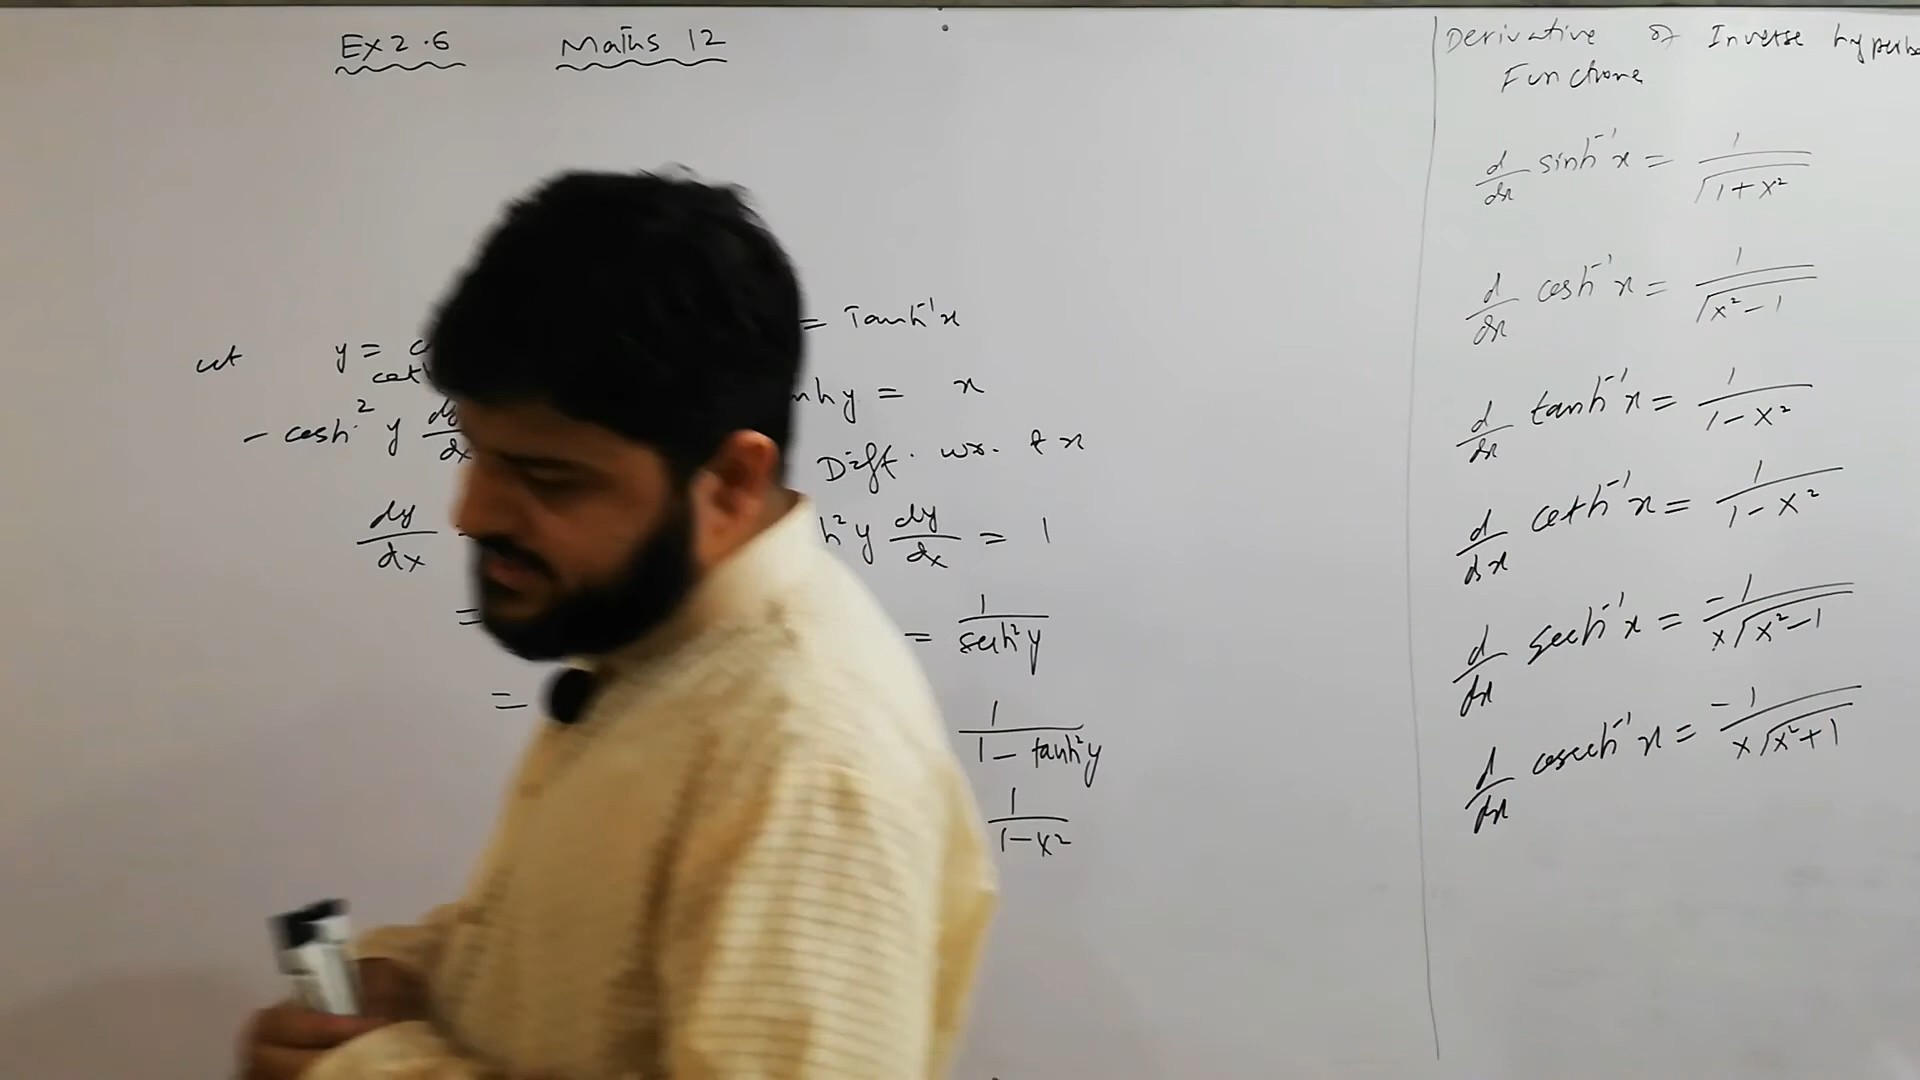 Ex 2.6 Maths 12
let y =
- cosh² y dy/dx
dy/dx
=
=
= Tanh⁻¹x
y = x
Diff. wr. t x
h²y dy/dx = 1
= 1/sech²y
1/1 - tanh²y
1/1-x²
Derivative of Inverse
Functions
d/dx sinh⁻¹x = 1/√1+x²
d/dx cosh⁻¹x = 1/√x²-1
d/dx tanh⁻¹x = 1/1-x²
d/dx coth⁻¹x = 1/1-x²
d/dx sech⁻¹x = -1/x√x²-1
d/dx cosech⁻¹x = -1/x√x²+1